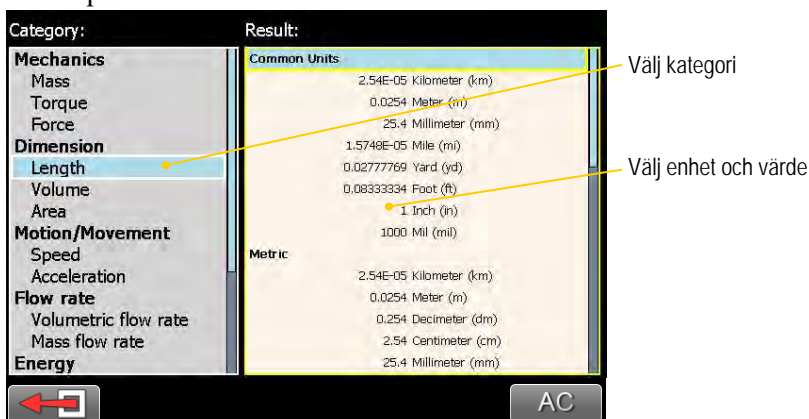 Category:
Mechanics
Mass
Torque
Force
Dimension
Length
Volume
Area
Motion/Movement
Speed
Acceleration
Flow rate
Volumetric flow rate
Mass flow rate
Energy
Result:
Common Units
2.54E-05 Kilometer (km)
0.0254 Meter (m)
25.4 Millimeter (mm)
1.5748E-05 Mile (mi)
0.02777769 Yard (yd)
0.08333334 Foot (ft)
1 Inch (in)
1000 Mil (mil)
Metric
2.54E-05 Kilometer (km)
0.0254 Meter (m)
0.254 Decimeter (dm)
2.54 Centimeter (cm)
25.4 Millimeter (mm)
AC
Välj kategori
Välj enhet och värde